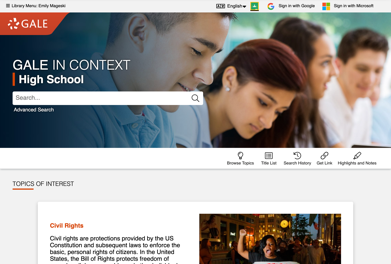 Library Menu: Emily Mageski
English
Sign in with Google
Sign in with Microsoft
GALE
GALE IN CONTEXT
High School
Search...
Advanced Search
Browse Topics
Title List
Search History
Get Link
Highlights and Notes
TOPICS OF INTEREST
Civil Rights
Civil rights are protections provided by the US
Constitution and subsequent laws to enforce the
basic, personal rights of citizens. In the United
States, the Bill of Rights protects freedom of